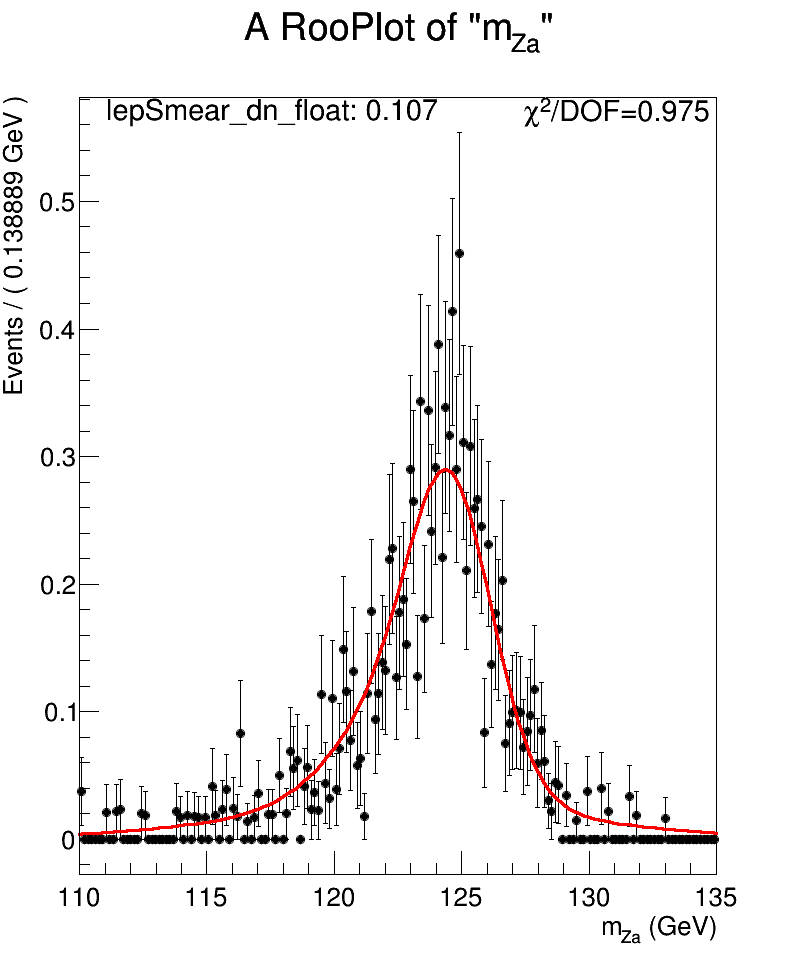 A RooPlot of "m_Za"
lepSmear_dn_float: 0.107
χ²/DOF=0.975
Events / ( 0.138889 GeV )
0.5
0.4
0.3
0.2
0.1
0
110 115 120 125 130 135
m_Za (GeV)